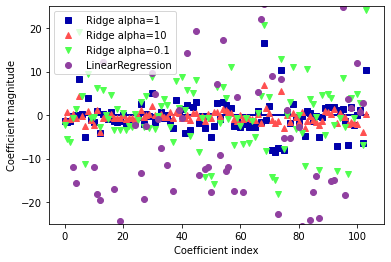 Ridge alpha=1
Ridge alpha=10
Ridge alpha=0.1
LinearRegression
20
10
0
−10
−20
Coefficient magnitude
0 20 40 60 80 100
Coefficient index